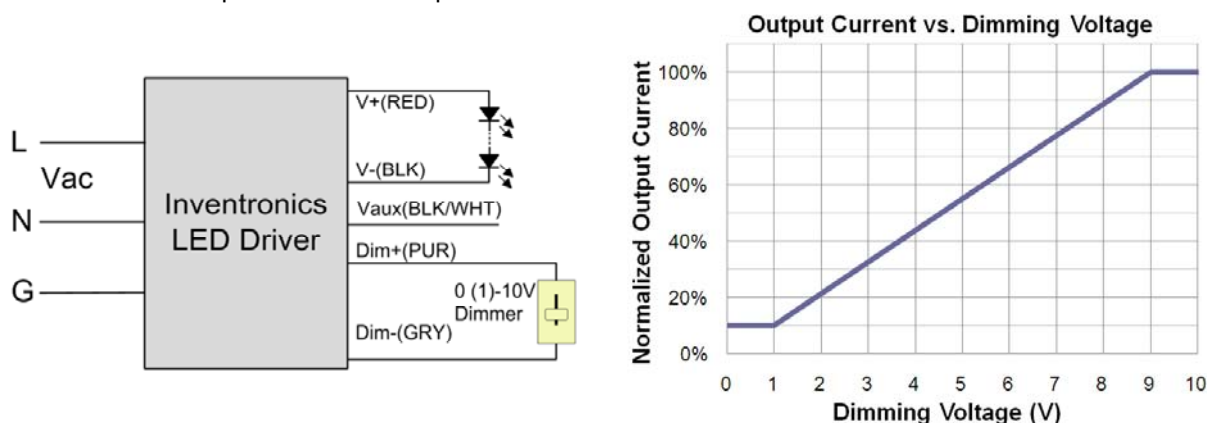 L
Vac
N
G
Inventronics
LED Driver
V+(RED)
V-(BLK)
Vaux(BLK/WHT)
Dim+(PUR)
0 (1)-10V
Dimmer
Dim-(GRY)
Output Current vs. Dimming Voltage
Normalized Output Current
100%
80%
60%
40%
20%
0%
0 1 2 3 4 5 6 7 8 9 10
Dimming Voltage (V)